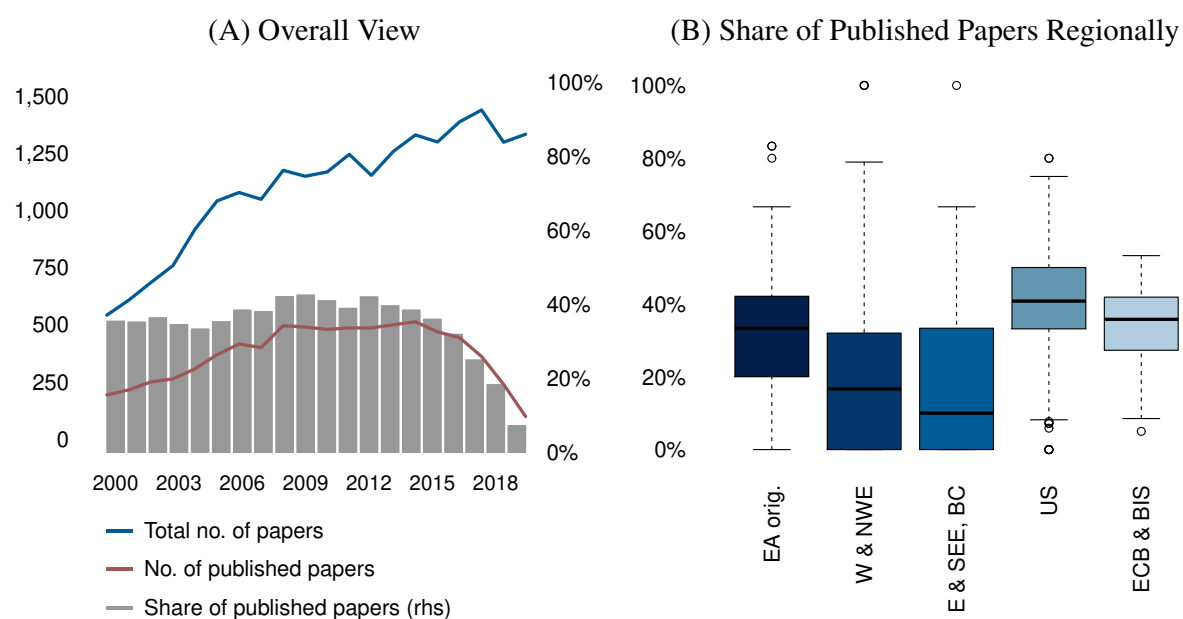 (A) Overall View
1,500
1,250
1,000
750
500
250
0
100%
80%
60%
40%
20%
0%
2000 2003 2006 2009 2012 2015 2018
Total no. of papers
No. of published papers
Share of published papers (rhs)
(B) Share of Published Papers Regionally
100%
80%
60%
40%
20%
0%
EA orig.
W & NWE
E & SEE, BC
US
ECB & BIS